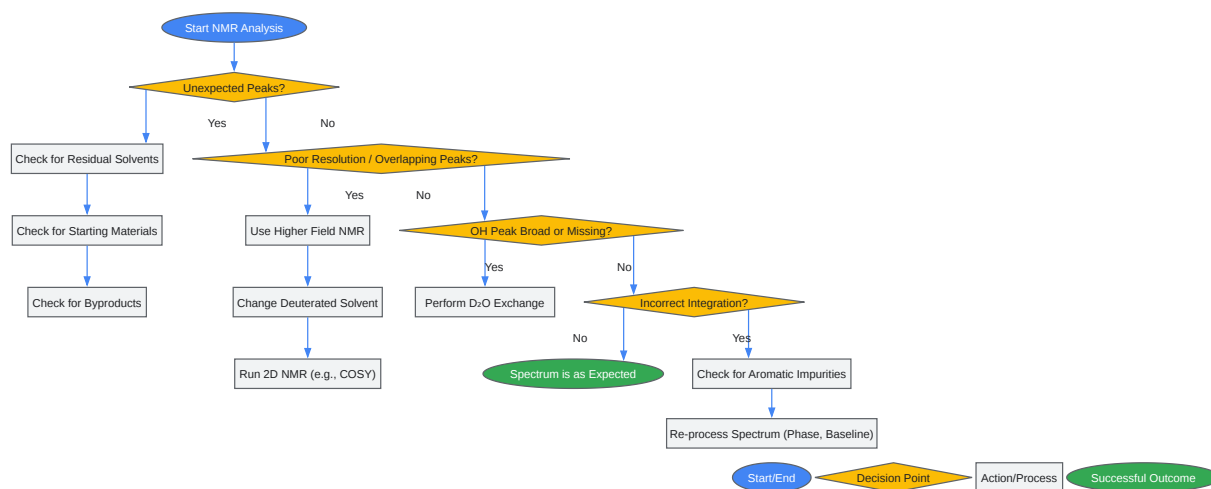 Start NMR Analysis
Unexpected Peaks?
Yes
No
Check for Residual Solvents
Poor Resolution / Overlapping Peaks?
Yes
No
Check for Starting Materials
Use Higher Field NMR
OH Peak Broad or Missing?
Yes
No
Check for Byproducts
Change Deuterated Solvent
Perform D₂O Exchange
Incorrect Integration?
No
Yes
Run 2D NMR (e.g., COSY)
Spectrum is as Expected
Check for Aromatic Impurities
Re-process Spectrum (Phase, Baseline)
Start/End
Decision Point
Action/Process
Successful Outcome